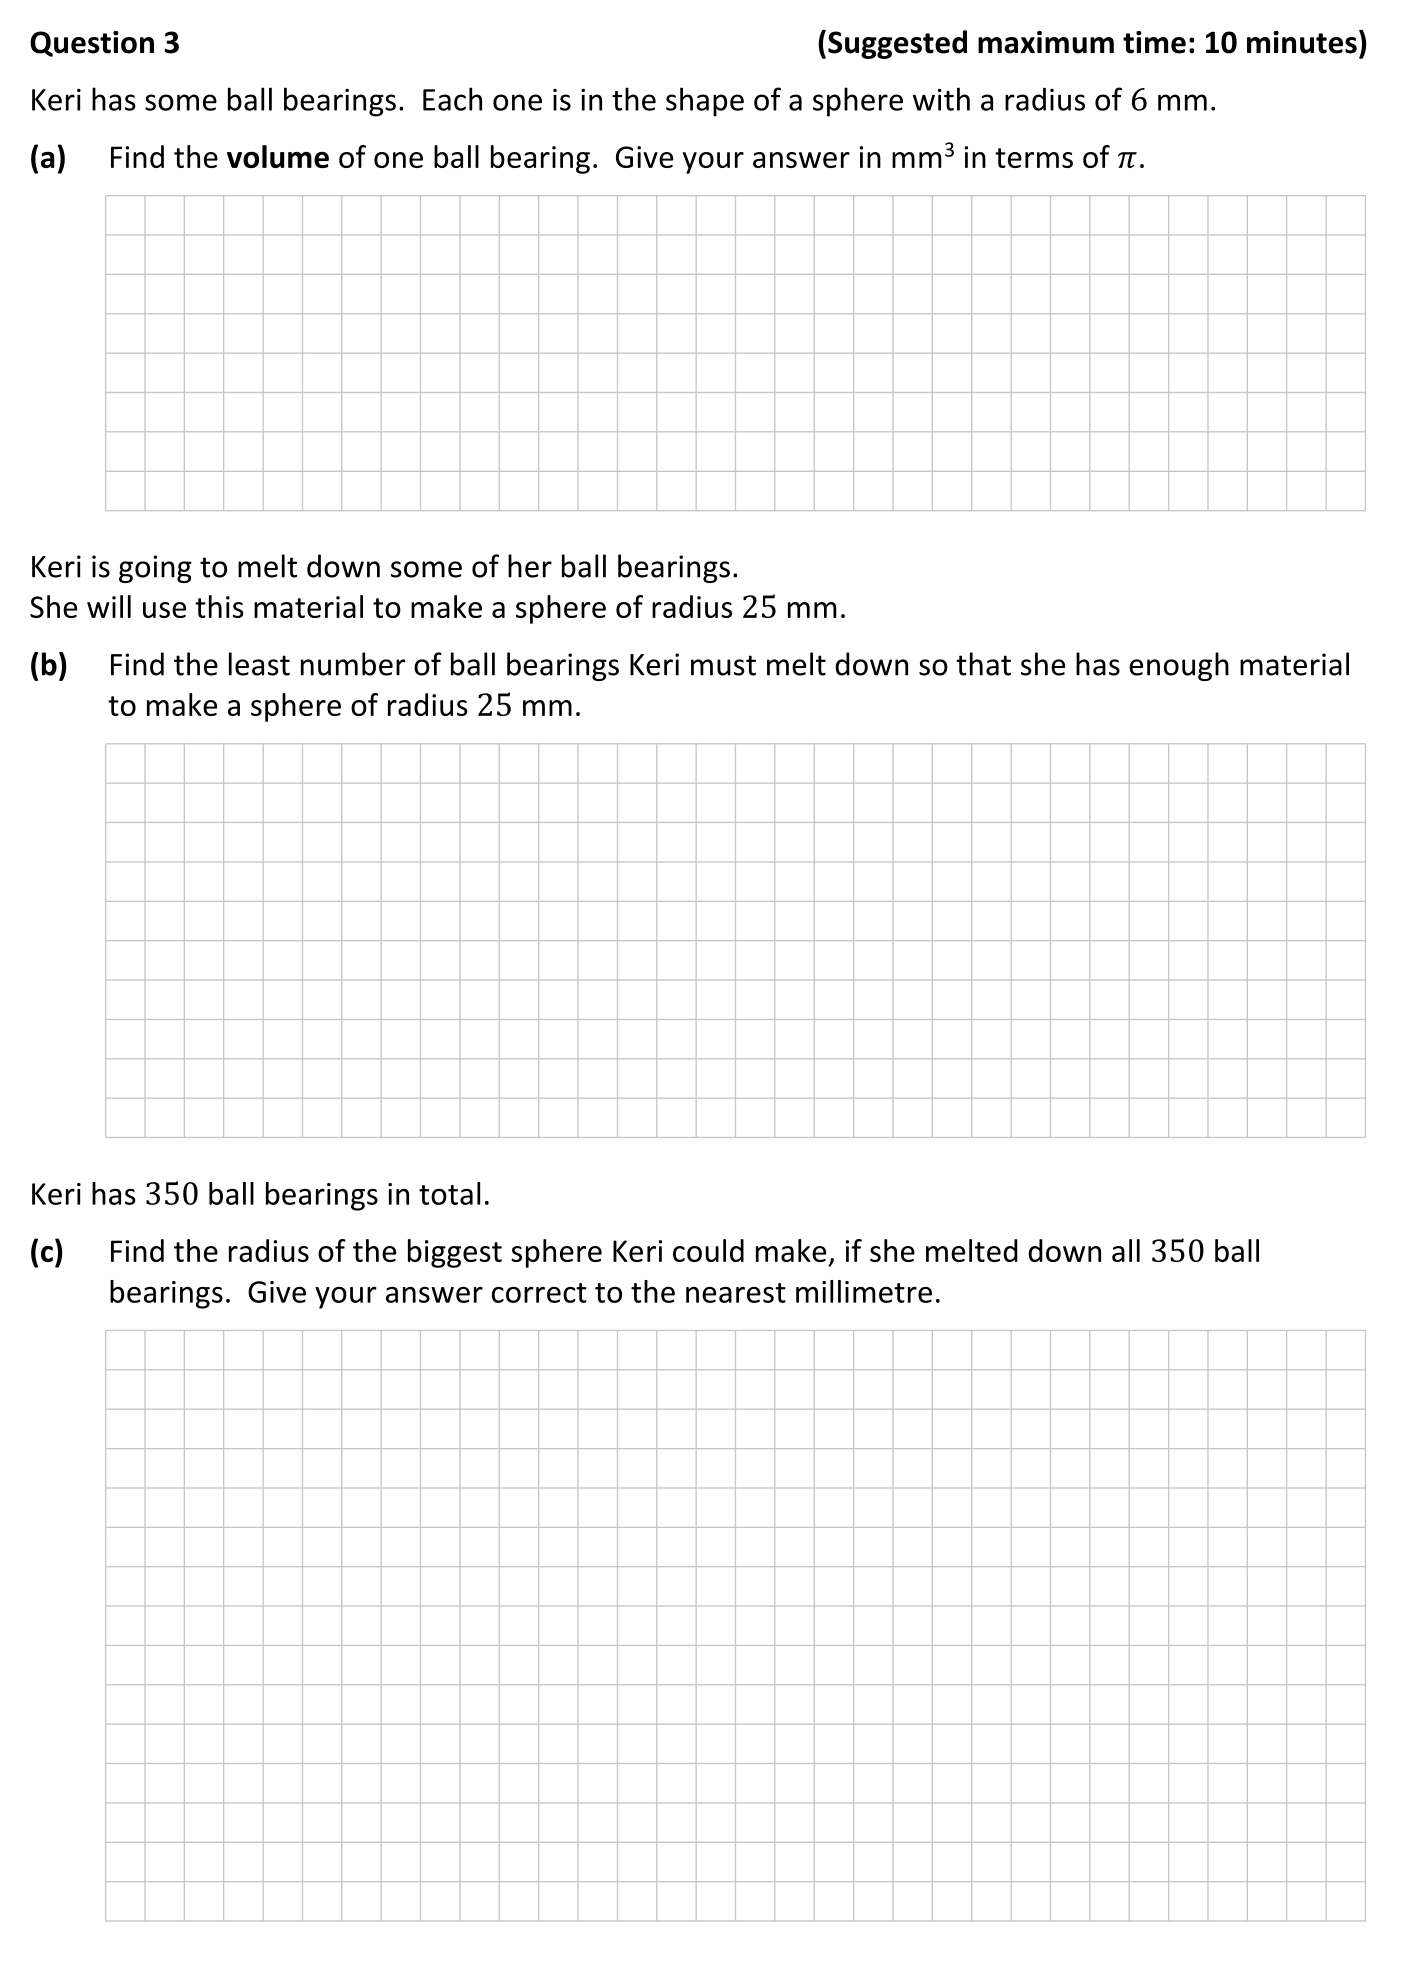 Question 3 (Suggested maximum time: 10 minutes)
Keri has some ball bearings. Each one is in the shape of a sphere with a radius of 6 mm.
(a) Find the volume of one ball bearing. Give your answer in mm³ in terms of π.
Keri is going to melt down some of her ball bearings.
She will use this material to make a sphere of radius 25 mm.
(b) Find the least number of ball bearings Keri must melt down so that she has enough material
to make a sphere of radius 25 mm.
Keri has 350 ball bearings in total.
(c) Find the radius of the biggest sphere Keri could make, if she melted down all 350 ball
bearings. Give your answer correct to the nearest millimetre.